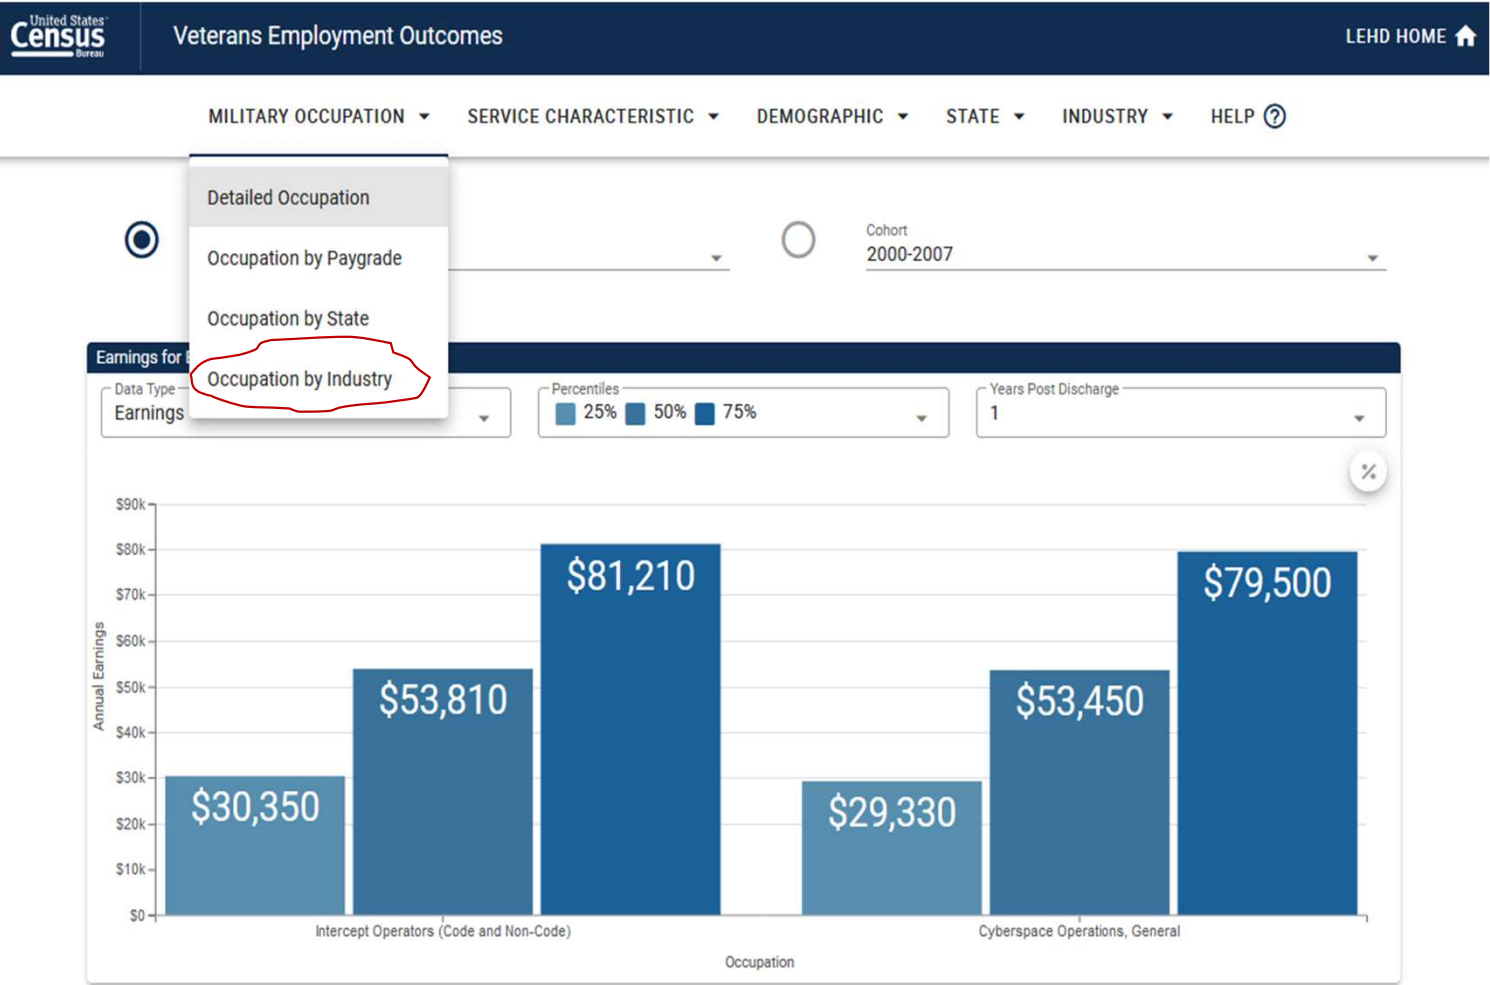 United States
Census
Bureau
Veterans Employment Outcomes
LEHD HOME
MILITARY OCCUPATION
SERVICE CHARACTERISTIC
DEMOGRAPHIC
STATE
INDUSTRY
HELP ?
Detailed Occupation
Occupation by Paygrade
Occupation by State
Occupation by Industry
Cohort
2000-2007
Earnings for
Data Type
Earnings
Percentiles
25% 50% 75%
Years Post Discharge
1
%
$90k
$80k
$70k
$60k
$50k
$40k
$30k
$20k
$10k
$0
Annual Earnings
$30,350
$53,810
$81,210
$29,330
$53,450
$79,500
Intercept Operators (Code and Non-Code)
Cyberspace Operations, General
Occupation